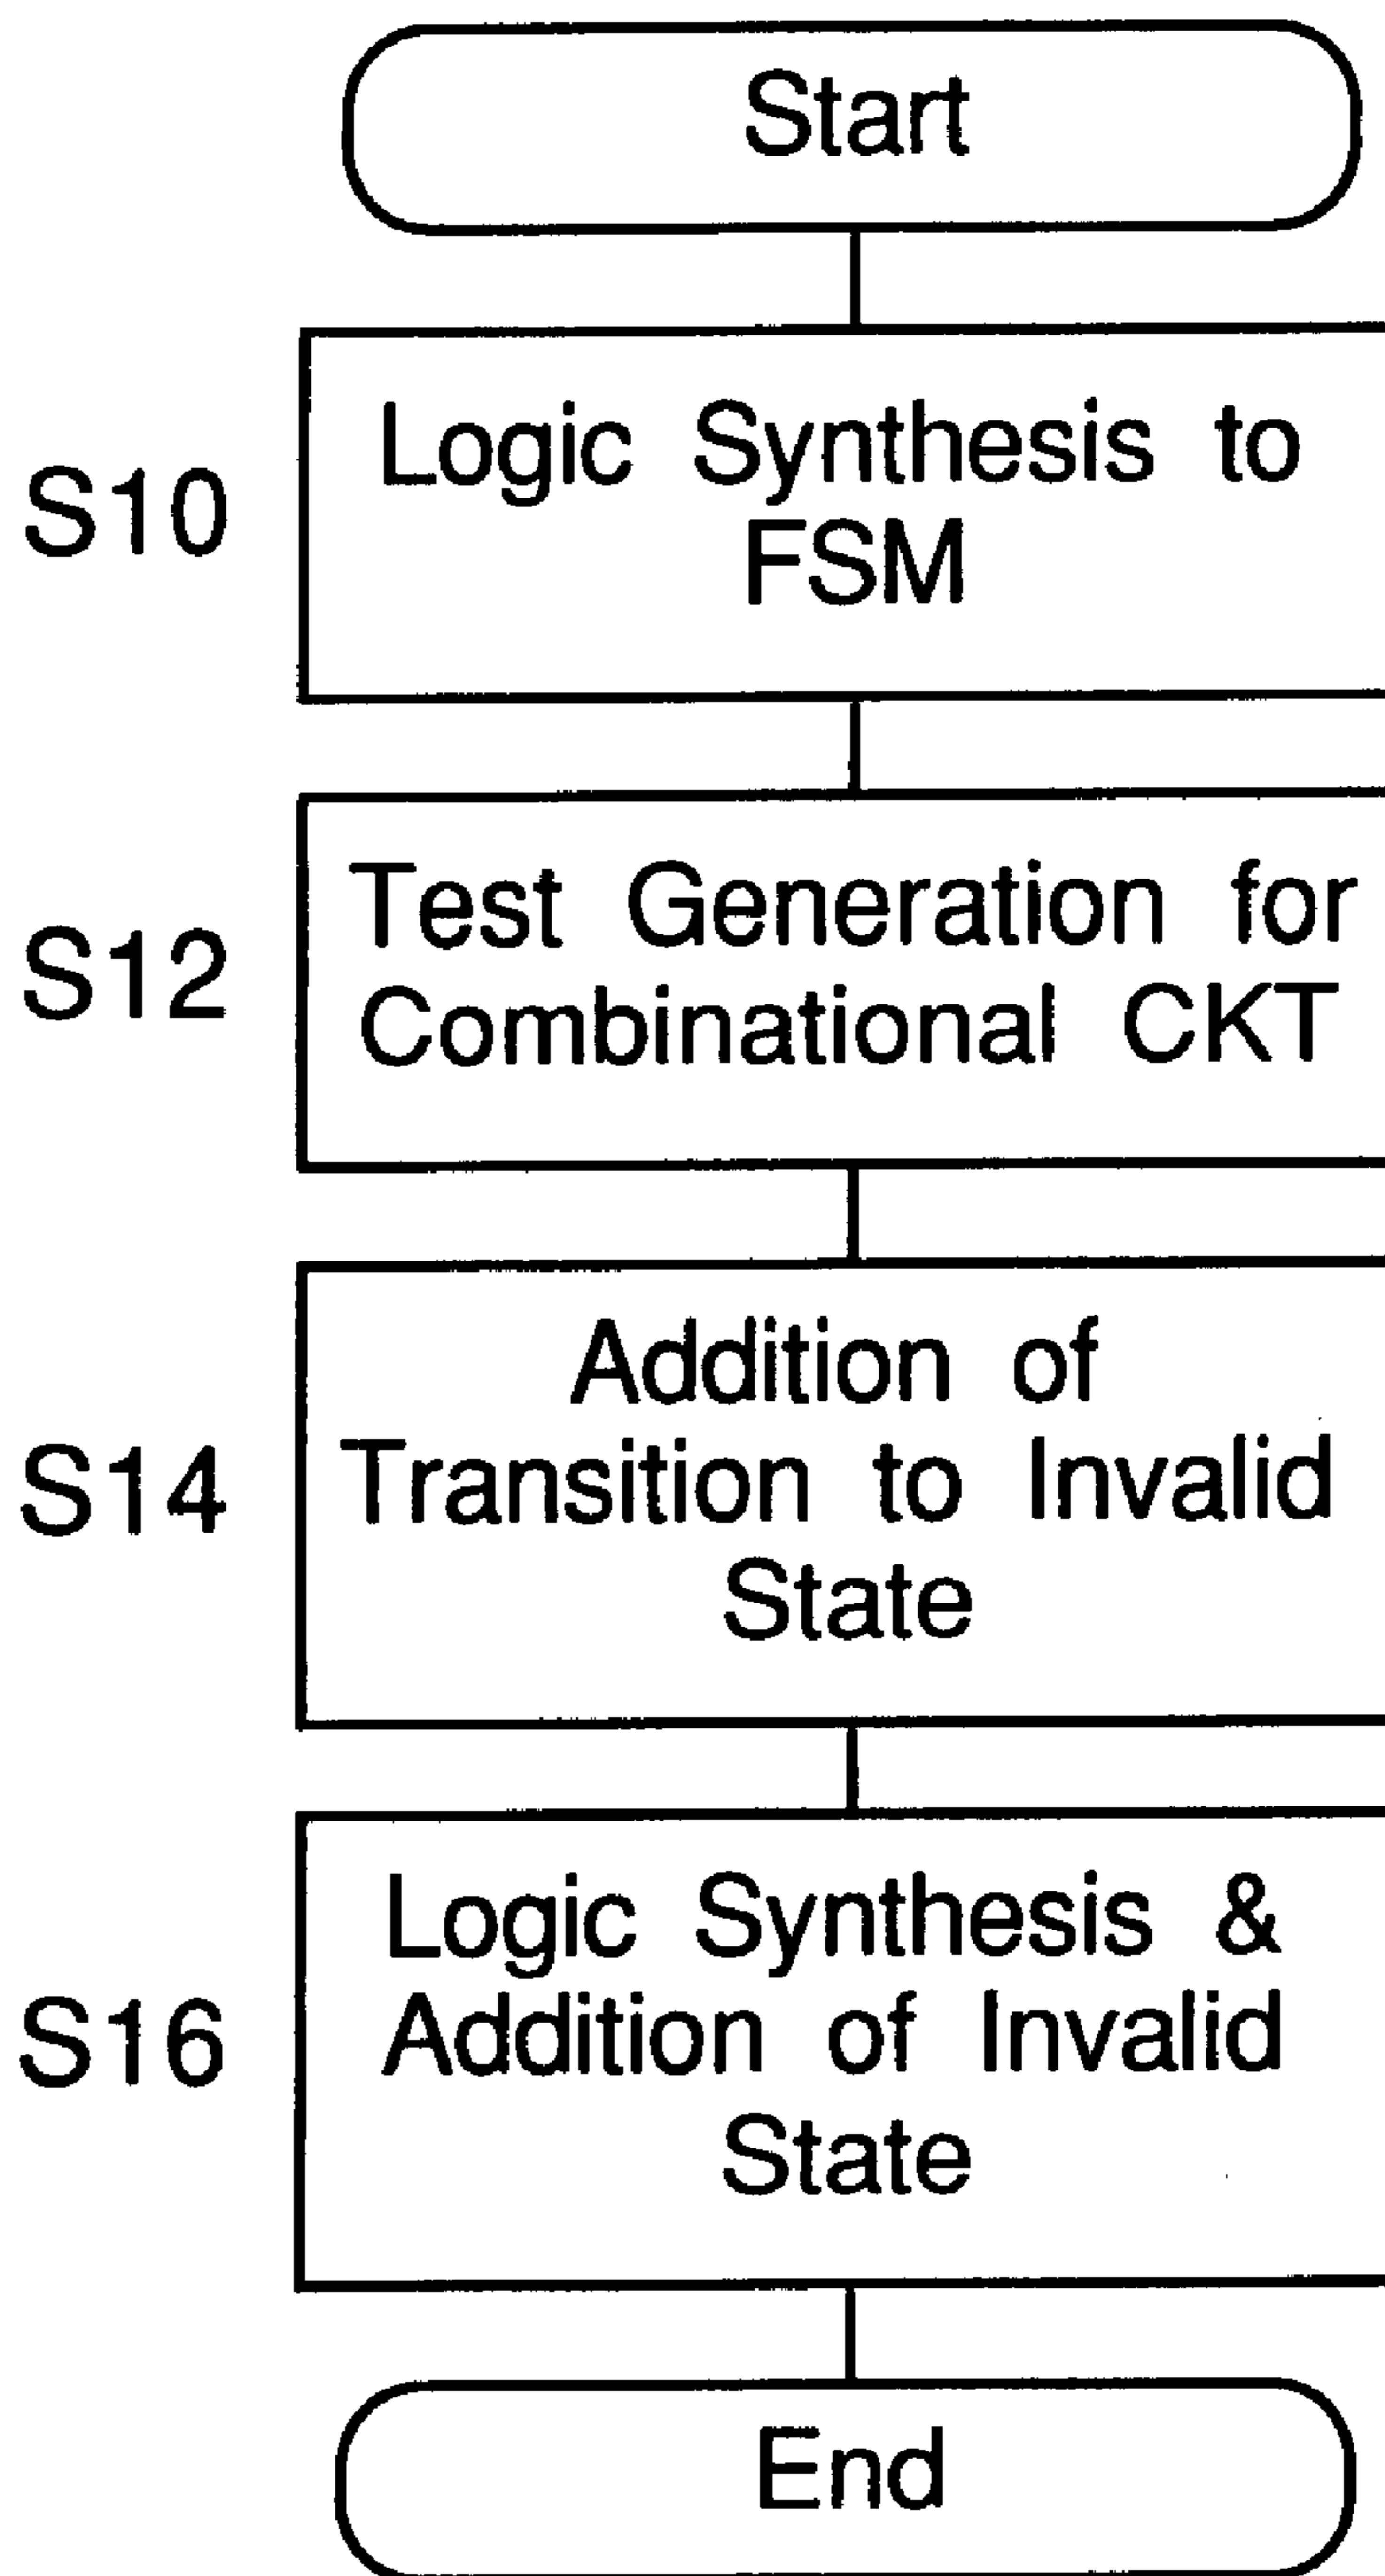 Start
S10
Logic Synthesis to
FSM
S12
Test Generation for
Combinational CKT
S14
Addition of
Transition to Invalid
State
S16
Logic Synthesis &
Addition of Invalid
State
End